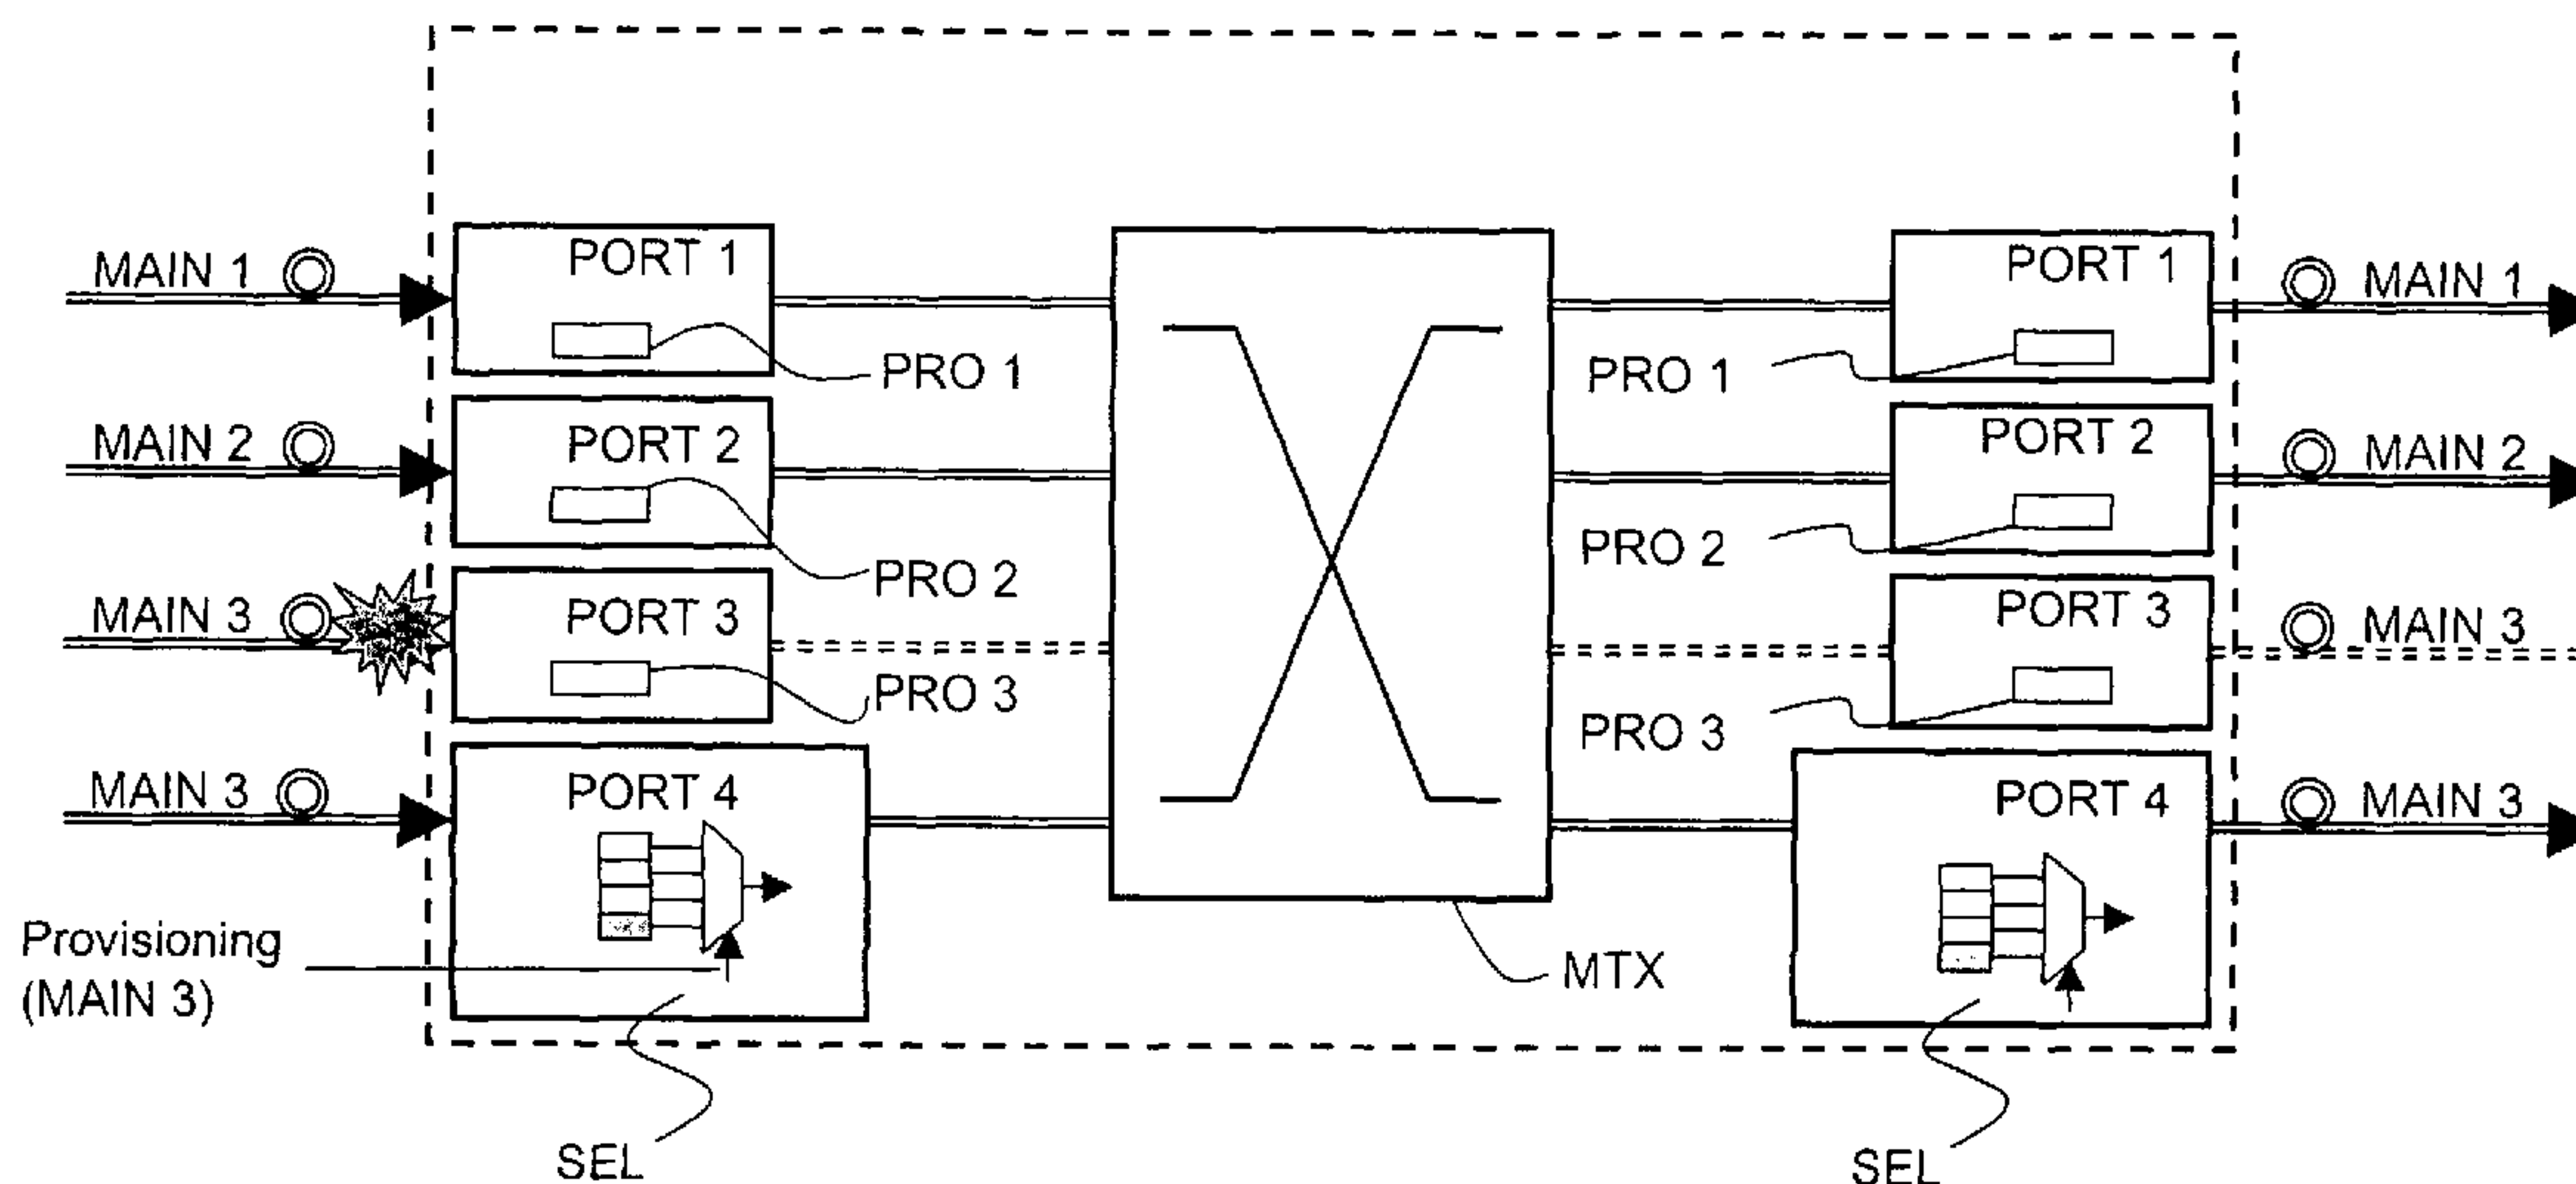 MAIN 1
PORT 1
PRO 1
MAIN 2
PORT 2
PRO 2
MAIN 3
PORT 3
PRO 3
MAIN 3
PORT 4
Provisioning
(MAIN 3)
SEL
MTX
PORT 1
MAIN 1
PRO 1
PORT 2
MAIN 2
PRO 2
PORT 3
MAIN 3
PRO 3
PORT 4
MAIN 3
SEL